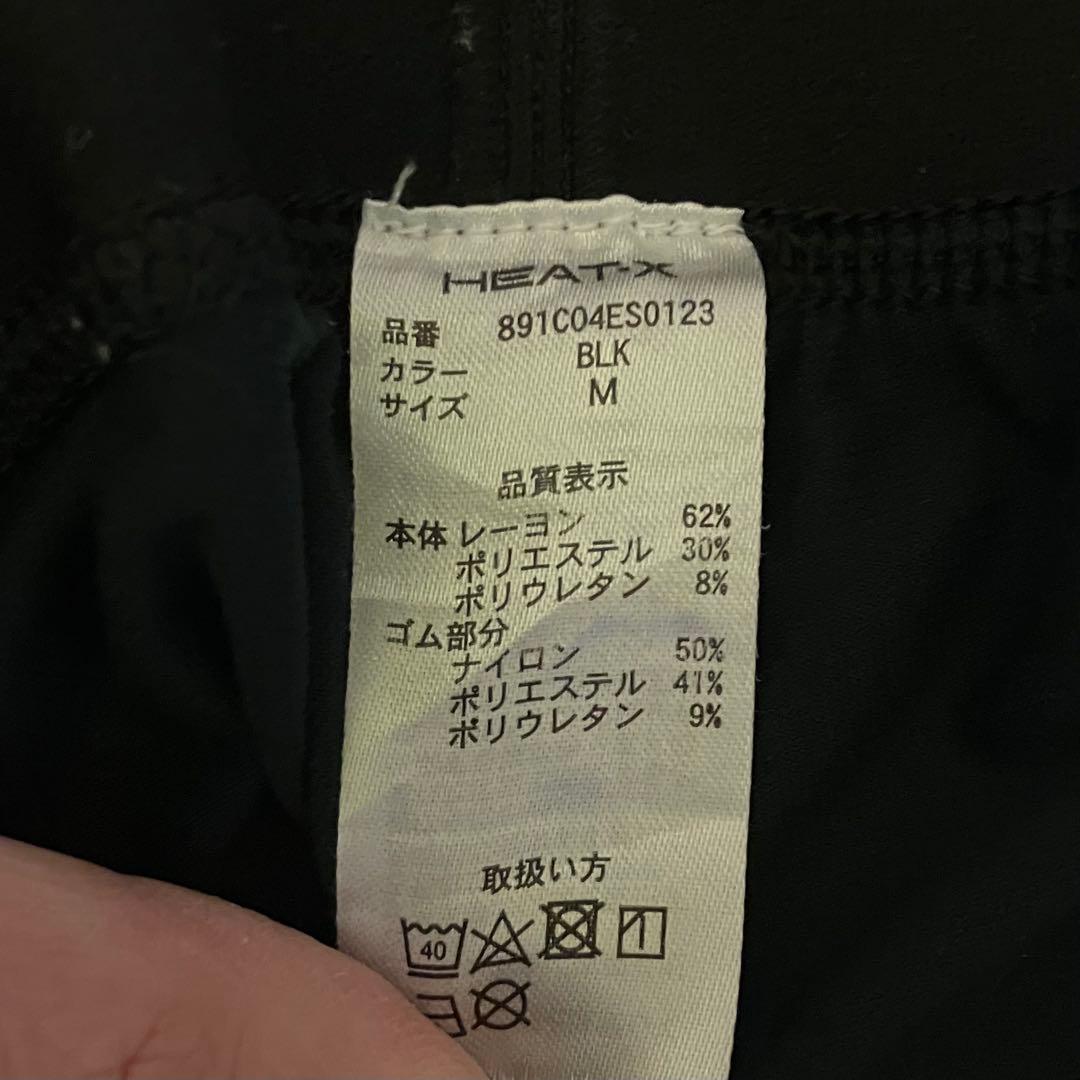 HEAT-X
品番 891C04ES0123
カラー BLK
サイズ M
品質表示
本体 レーヨン 62%
ポリエステル 30%
ポリウレタン 8%
ゴム部分
ナイロン 50%
ポリエステル 41%
ポリウレタン 9%
取扱い方
40